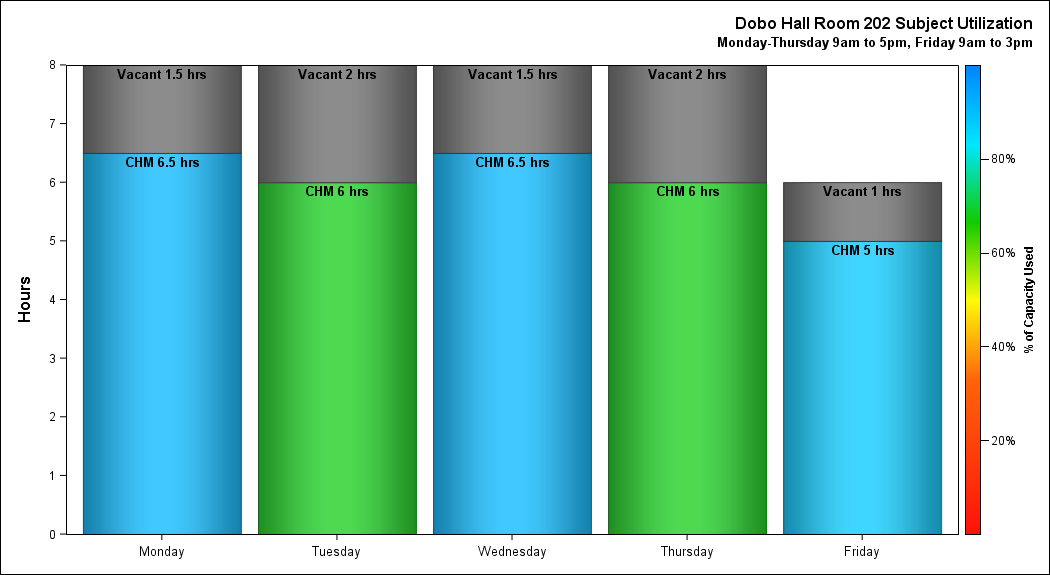 Dobo Hall Room 202 Subject Utilization
Monday-Thursday 9am to 5pm, Friday 9am to 3pm
8
7
6
5
4
3
2
1
0
Hours
Vacant 1.5 hrs
CHM 6.5 hrs
Vacant 2 hrs
CHM 6 hrs
Vacant 1.5 hrs
CHM 6.5 hrs
Vacant 2 hrs
CHM 6 hrs
Vacant 1 hrs
CHM 5 hrs
Monday
Tuesday
Wednesday
Thursday
Friday
80%
60%
40%
20%
% of Capacity Used